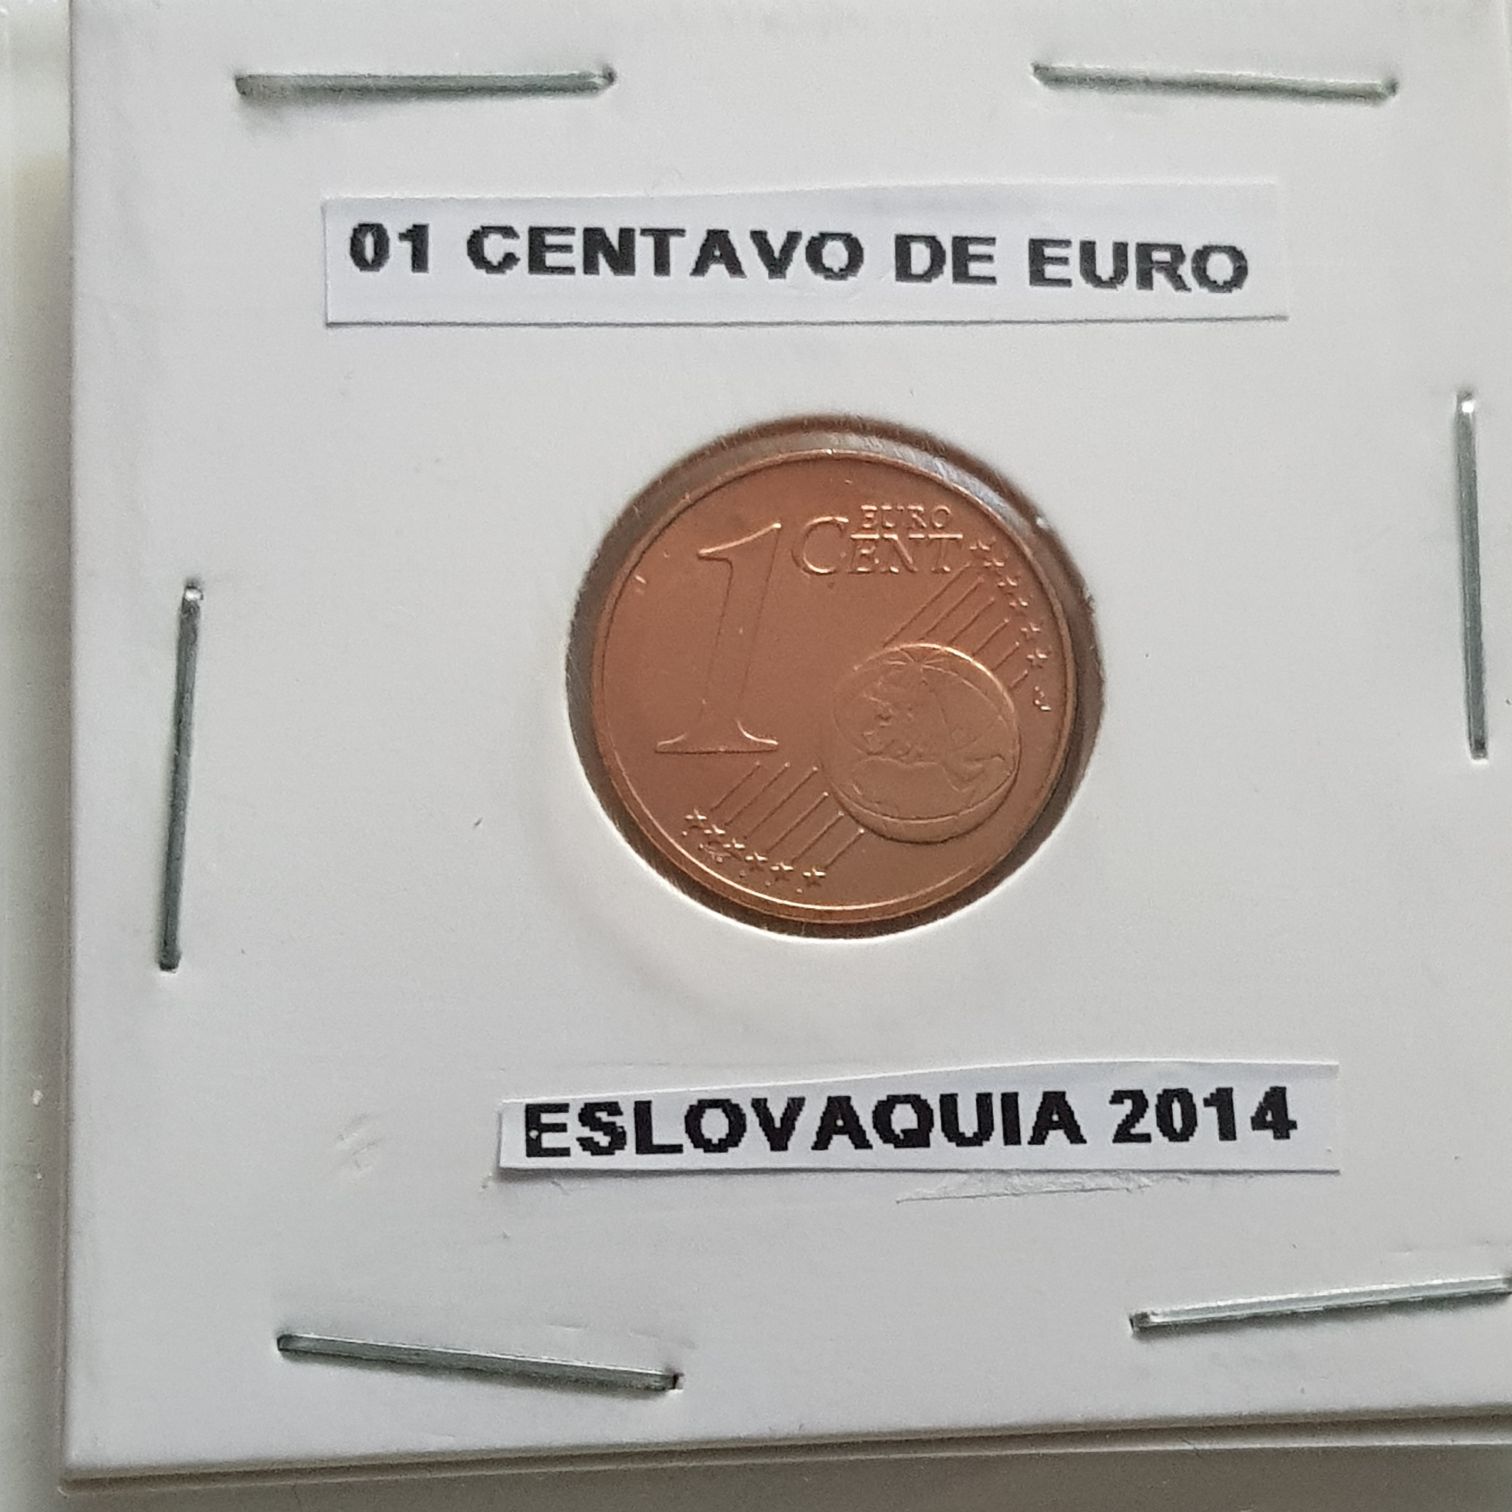 01 CENTAVO DE EURO
1 EURO
CENT
ESLOVAQUIA 2014